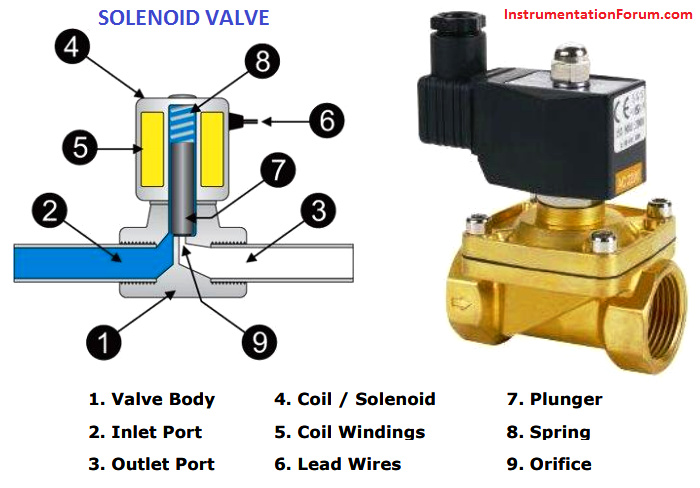 SOLENOID VALVE
InstrumentationForum.com
4
8
5
6
7
2
3
1
9
CE
1. Valve Body
4. Coil / Solenoid
7. Plunger
2. Inlet Port
5. Coil Windings
8. Spring
3. Outlet Port
6. Lead Wires
9. Orifice